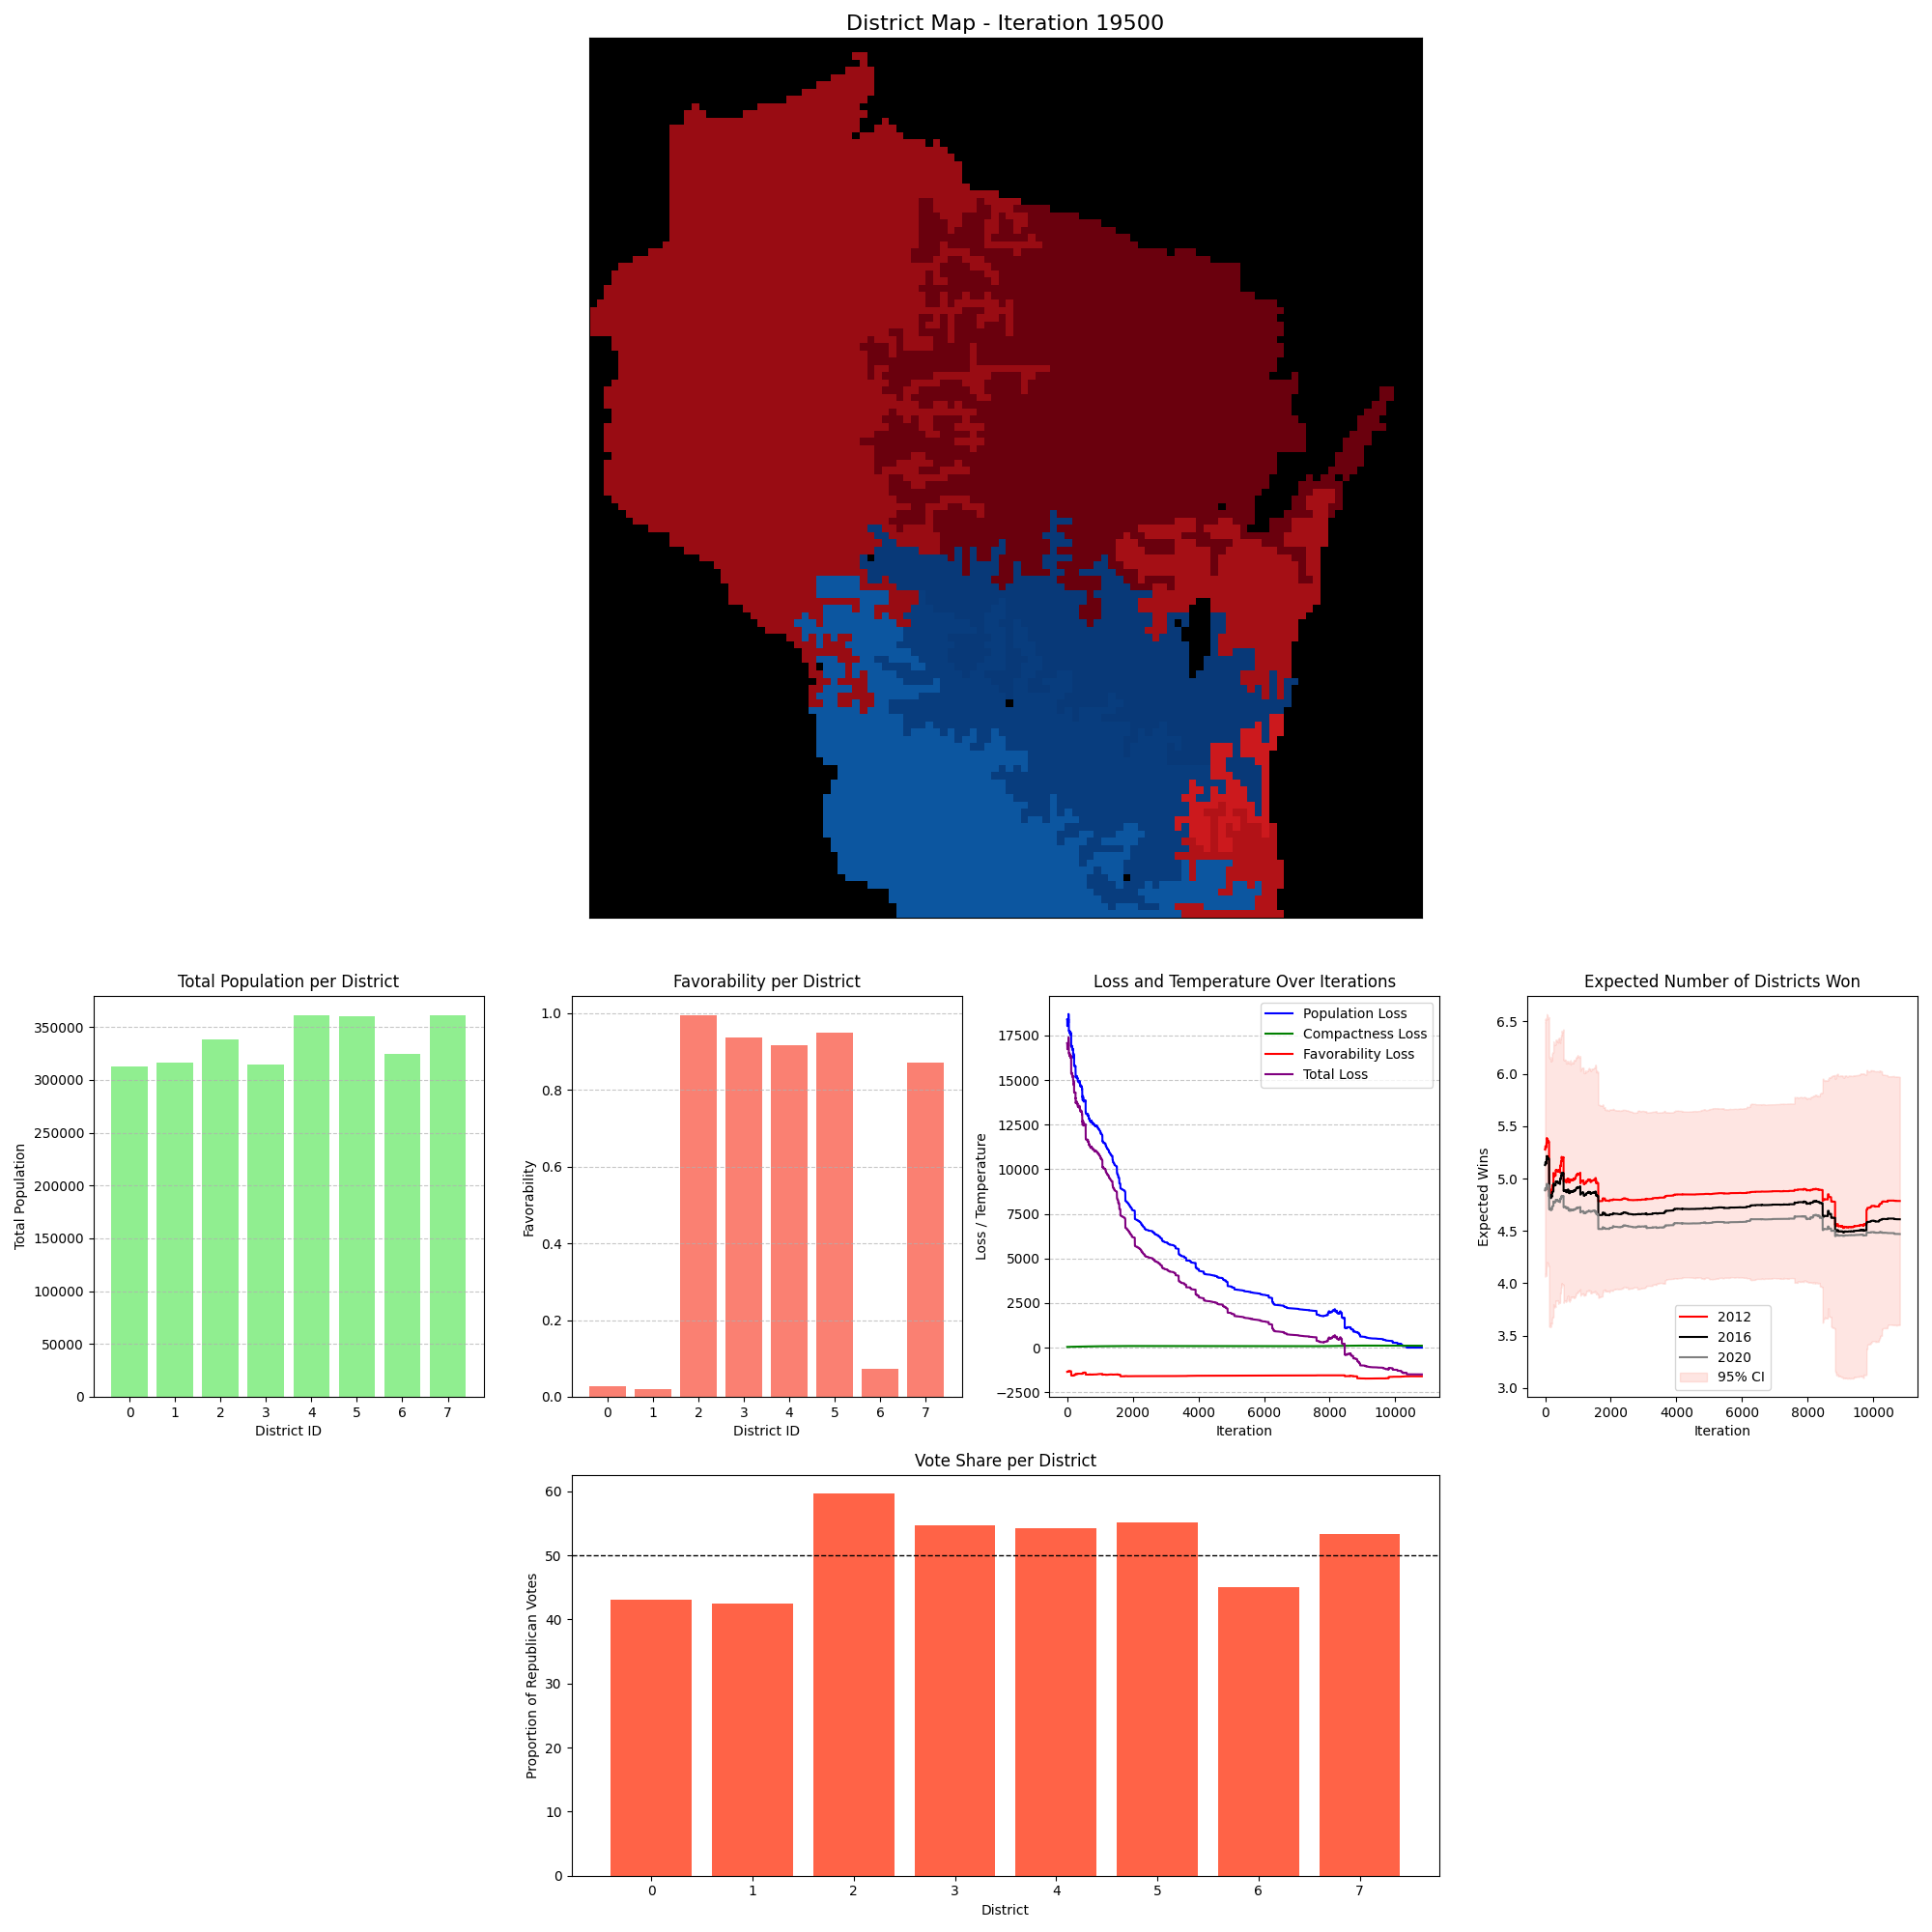 District Map - Iteration 19500
Total Population per District
Total Population
350000
300000
250000
200000
150000
100000
50000
0
0 1 2 3 4 5 6 7
District ID
Favorability per District
Favorability
1.0
0.8
0.6
0.4
0.2
0.0
0 1 2 3 4 5 6 7
District ID
Loss and Temperature Over Iterations
Loss / Temperature
17500
15000
12500
10000
7500
5000
2500
0
−2500
Population Loss
Compactness Loss
Favorability Loss
Total Loss
0 2000 4000 6000 8000 10000
Iteration
Expected Number of Districts Won
Expected Wins
6.5
6.0
5.5
5.0
4.5
4.0
3.5
3.0
2012
2016
2020
95% CI
0 2000 4000 6000 8000 10000
Iteration
Vote Share per District
Proportion of Republican Votes
60
50
40
30
20
10
0
0 1 2 3 4 5 6 7
District